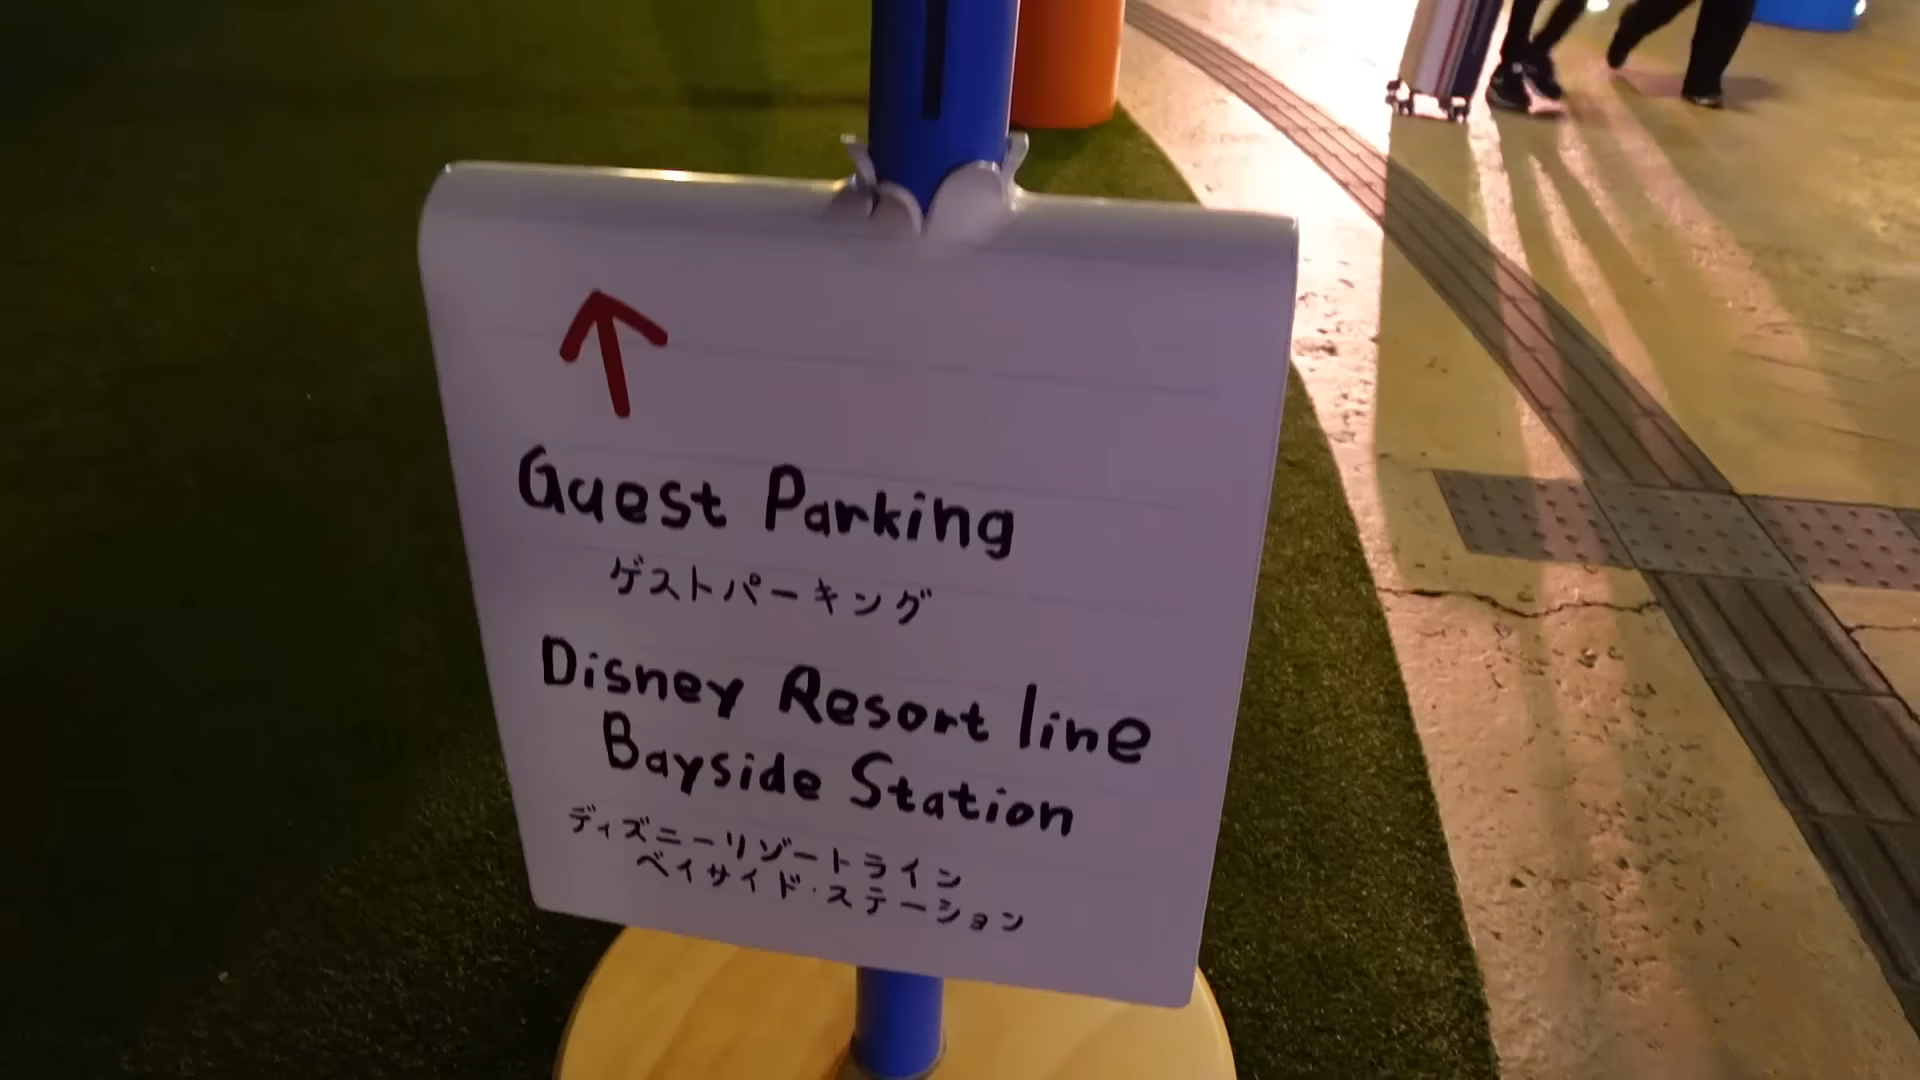 Guest Parking
ゲストパーキング
Disney Resort line
Bayside Station
ディズニーリゾートライン
ベイサイド・ステーション